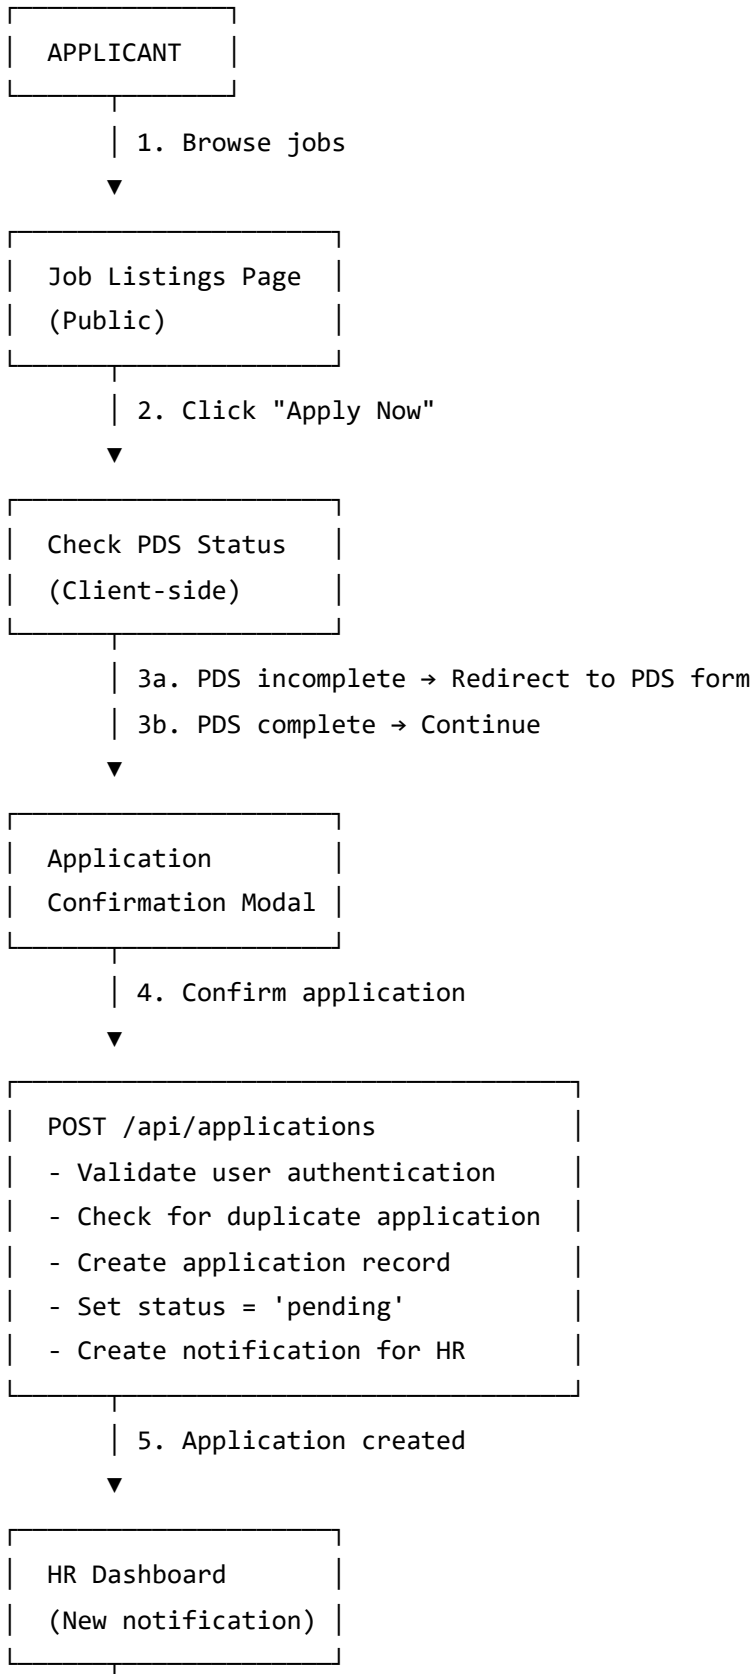 APPLICANT
1. Browse jobs
Job Listings Page
(Public)
2. Click "Apply Now"
Check PDS Status
(Client-side)
3a. PDS incomplete → Redirect to PDS form
3b. PDS complete → Continue
Application
Confirmation Modal
4. Confirm application
POST /api/applications
- Validate user authentication
- Check for duplicate application
- Create application record
- Set status = 'pending'
- Create notification for HR
5. Application created
HR Dashboard
(New notification)